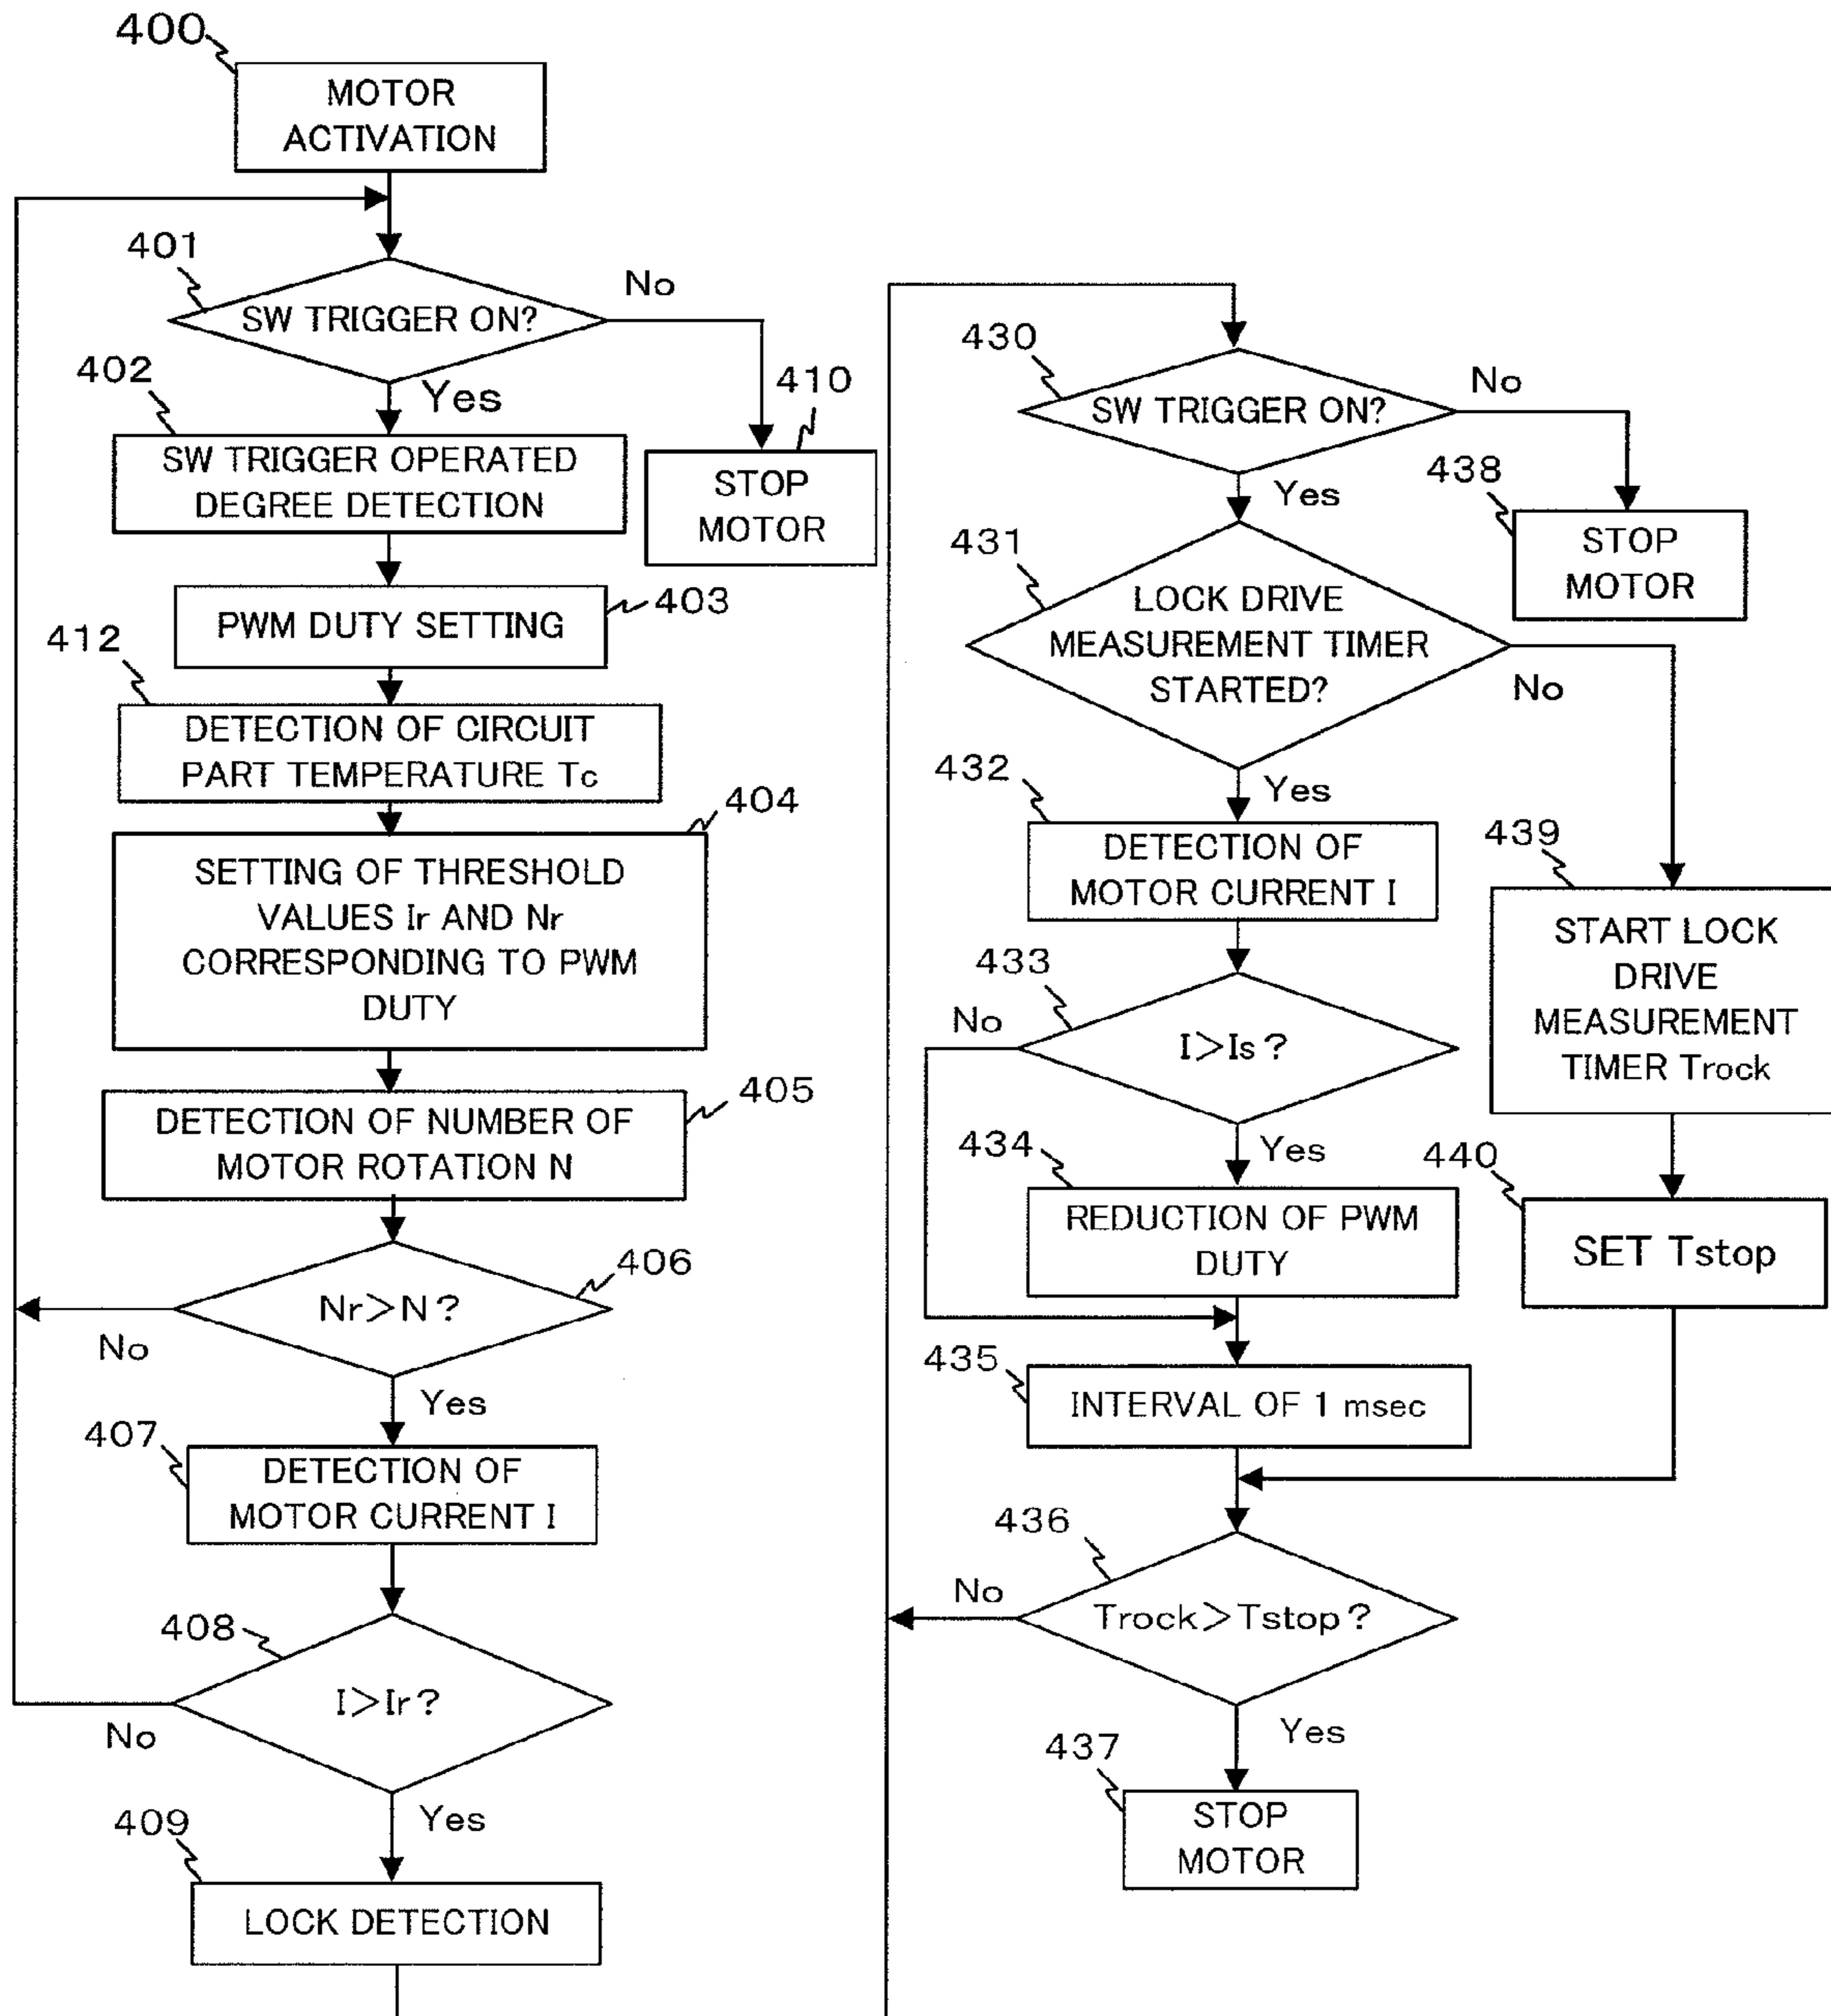 400
MOTOR
ACTIVATION
401
SW TRIGGER ON?
No
Yes
402
SW TRIGGER OPERATED
DEGREE DETECTION
410
STOP
MOTOR
PWM DUTY SETTING
403
412
DETECTION OF CIRCUIT
PART TEMPERATURE Tc
404
SETTING OF THRESHOLD
VALUES Ir AND Nr
CORRESPONDING TO PWM
DUTY
405
DETECTION OF NUMBER OF
MOTOR ROTATION N
406
Nr>N?
No
Yes
407
DETECTION OF
MOTOR CURRENT I
408
I>Ir?
No
Yes
409
LOCK DETECTION
430
SW TRIGGER ON?
No
Yes
438
STOP
MOTOR
431
LOCK DRIVE
MEASUREMENT TIMER
STARTED?
No
Yes
432
DETECTION OF
MOTOR CURRENT I
439
START LOCK
DRIVE
MEASUREMENT
TIMER Trock
433
I>Is?
No
Yes
434
REDUCTION OF PWM
DUTY
440
SET Tstop
435
INTERVAL OF 1 msec
436
Trock>Tstop?
No
Yes
437
STOP
MOTOR